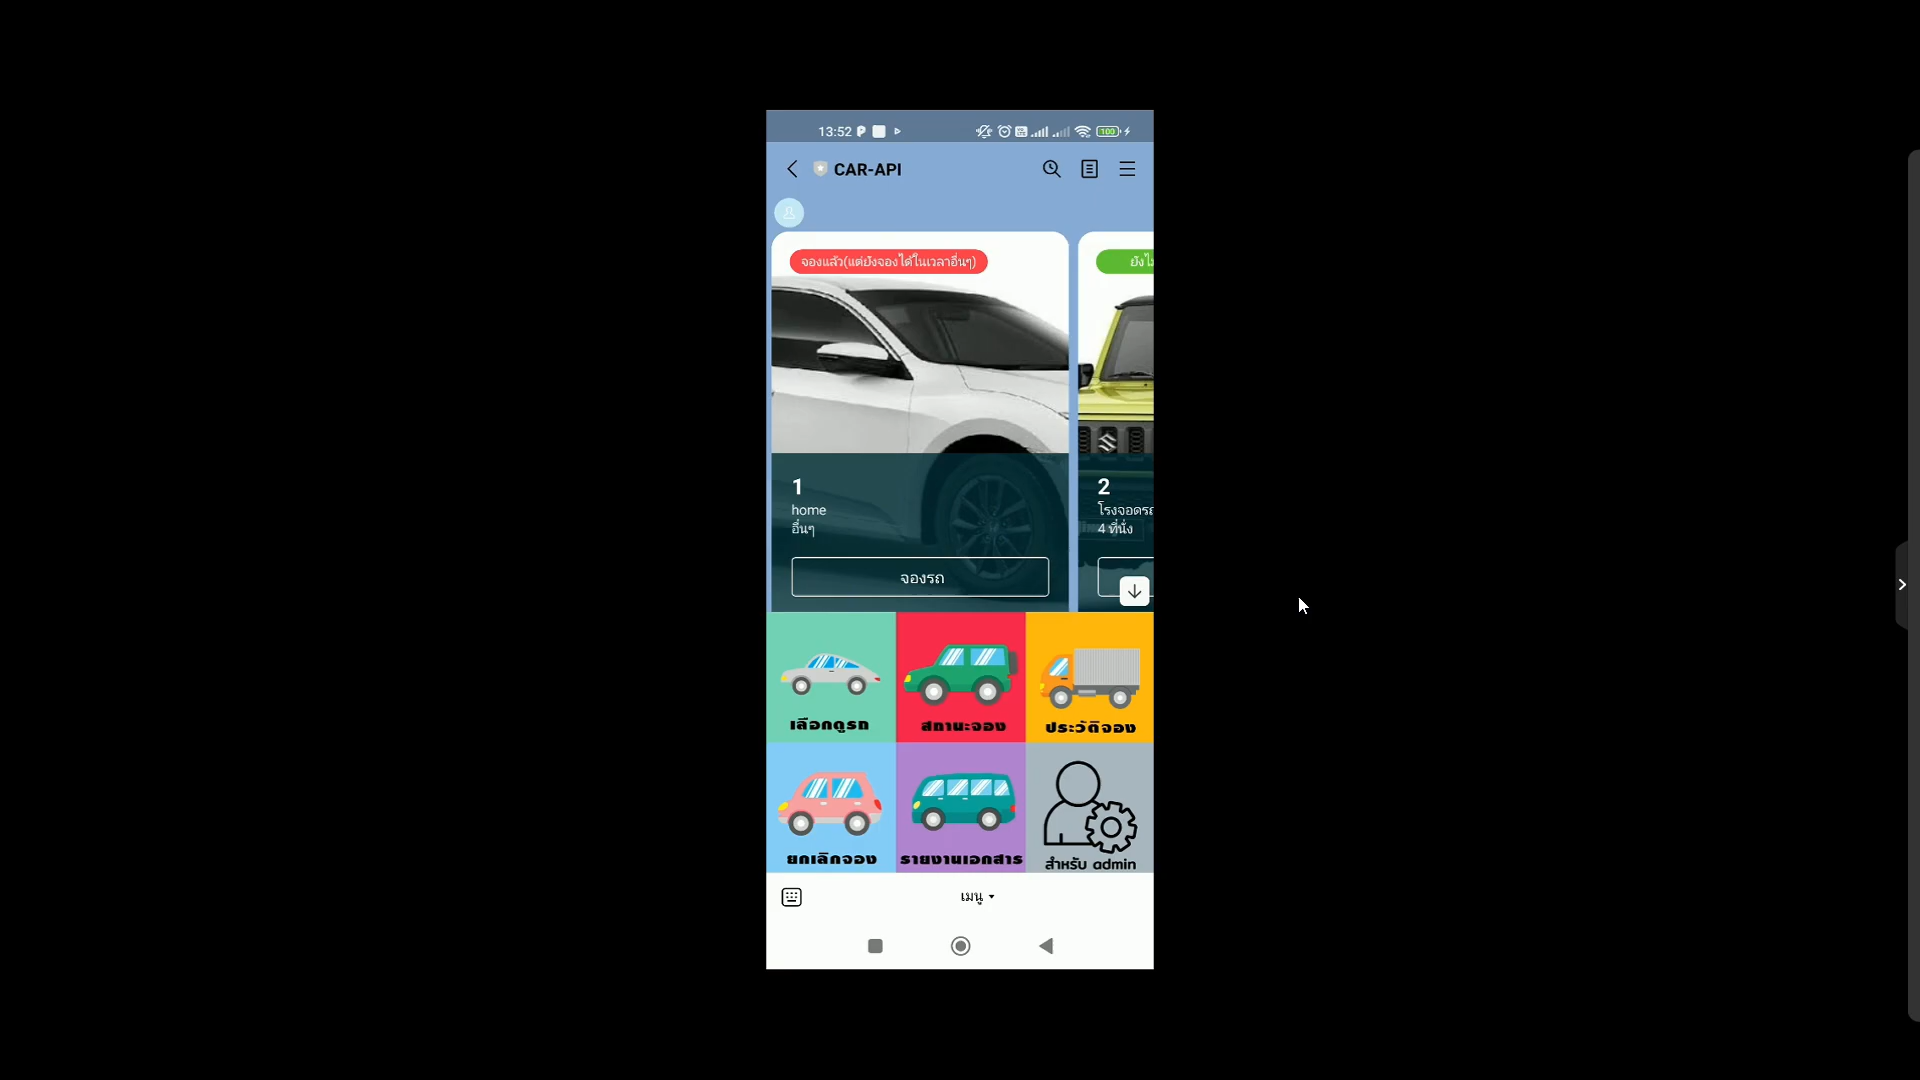 13:52
100
CAR-API
จองแล้ว(แต่ยังจองได้ในเวลาอื่นๆ)
1
home
อื่นๆ
จองรถ
2
4 ที่นั่ง
เลือกดูรถ
สถานะจอง
ประวัติจอง
ยกเลิกจอง
รายงานเอกสาร
สำหรับ admin
เมนู